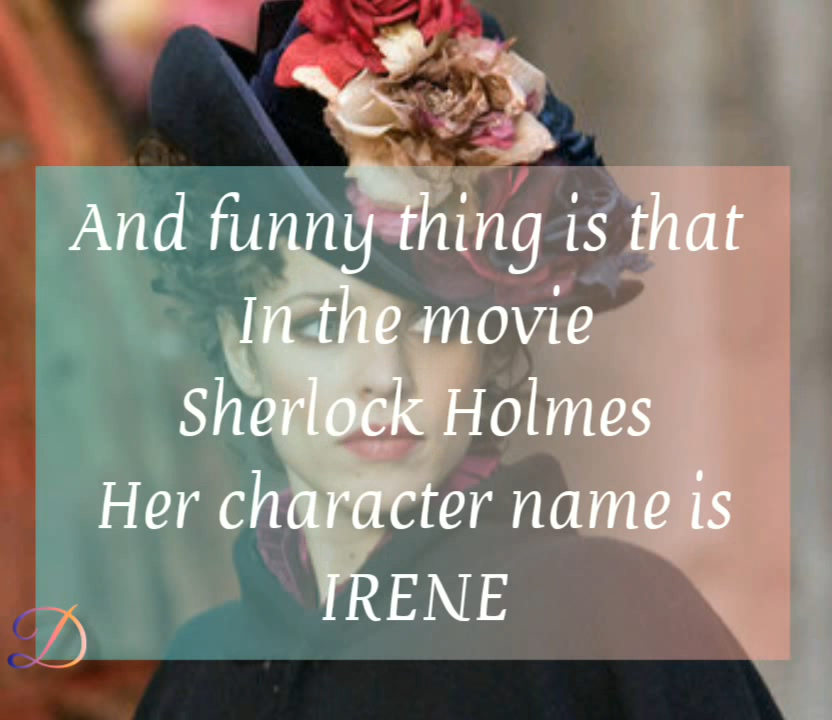 And funny thing is that
In the movie
Sherlock Holmes
Her character name is
IRENE
D